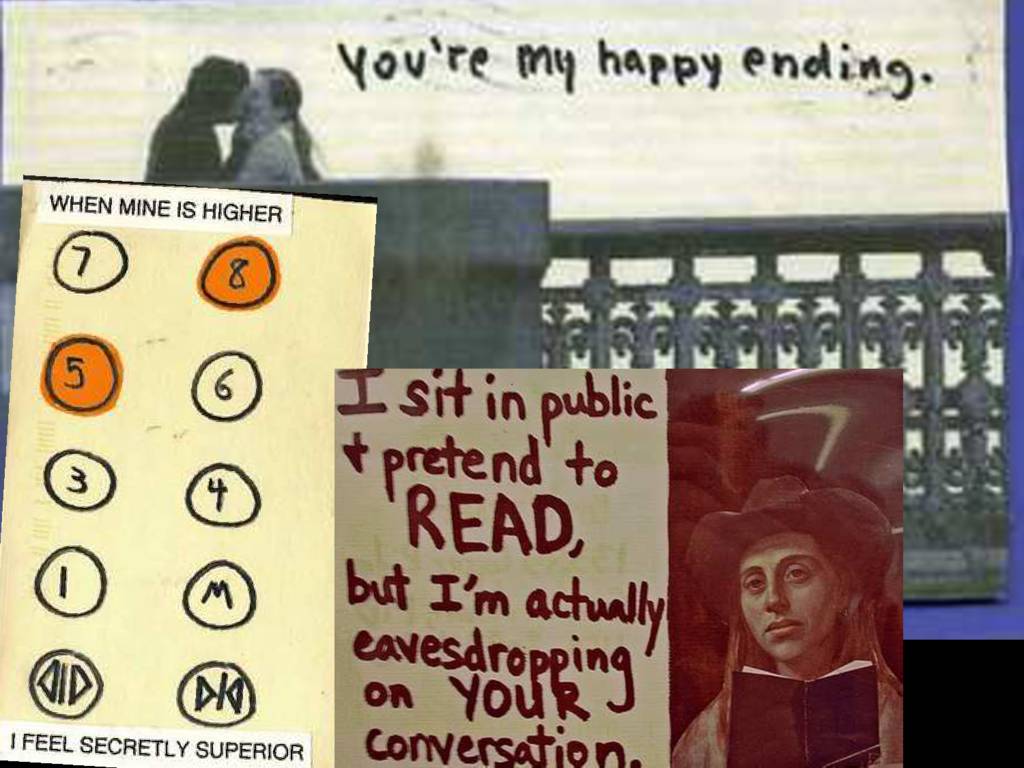 You're my happy ending.
WHEN MINE IS HIGHER
7 8
5 6
3 4
1 M
I FEEL SECRETLY SUPERIOR
I sit in public
+ pretend to
READ,
but I'm actually
eavesdropping
on YOUR
conversation.